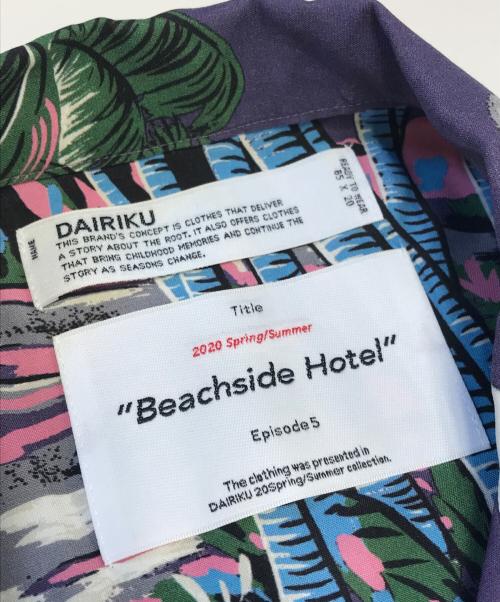 NAME
DAIRIKU
THIS BRAND'S CONCEPT IS CLOTHES THAT DELIVER
A STORY ABOUT THE ROOT. IT ALSO OFFERS CLOTHES
THAT BRING CHILDHOOD MEMORIES AND CONTINUE THE
STORY AS SEASONS CHANGE.
READY TO WEAR
85 X 20
Title
2020 Spring/Summer
"Beachside Hotel"
Episode5
The clothing was presented in
DAIRIKU 20Spring/Summer collection.